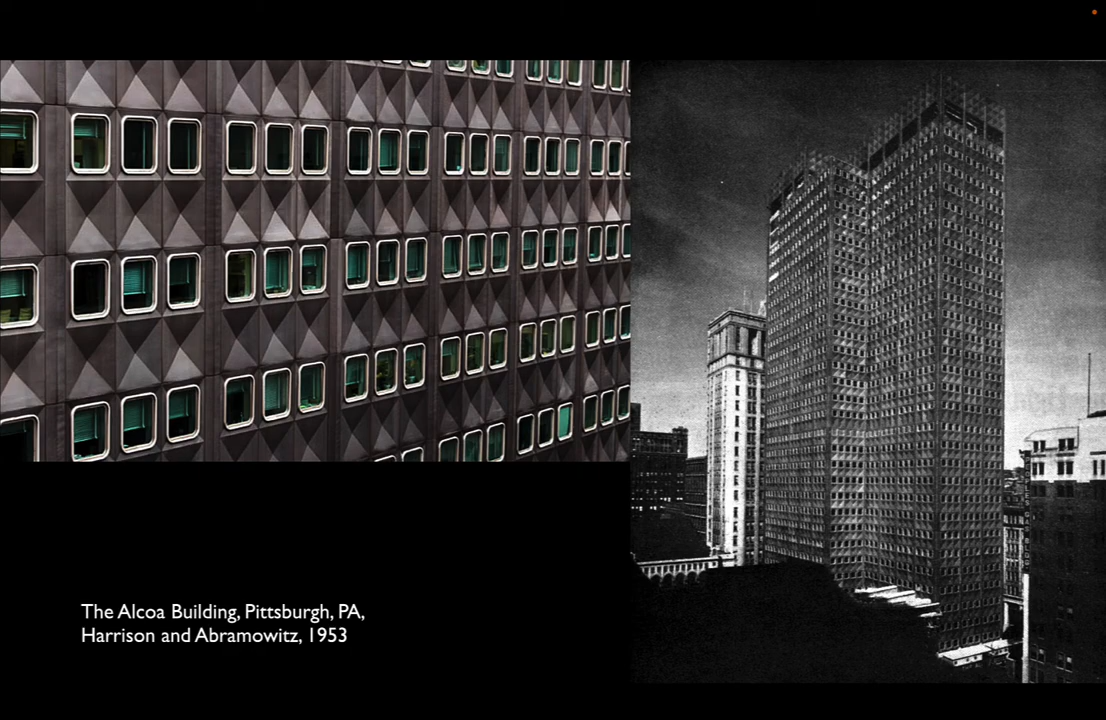 The Alcoa Building, Pittsburgh, PA,
Harrison and Abramowitz, 1953